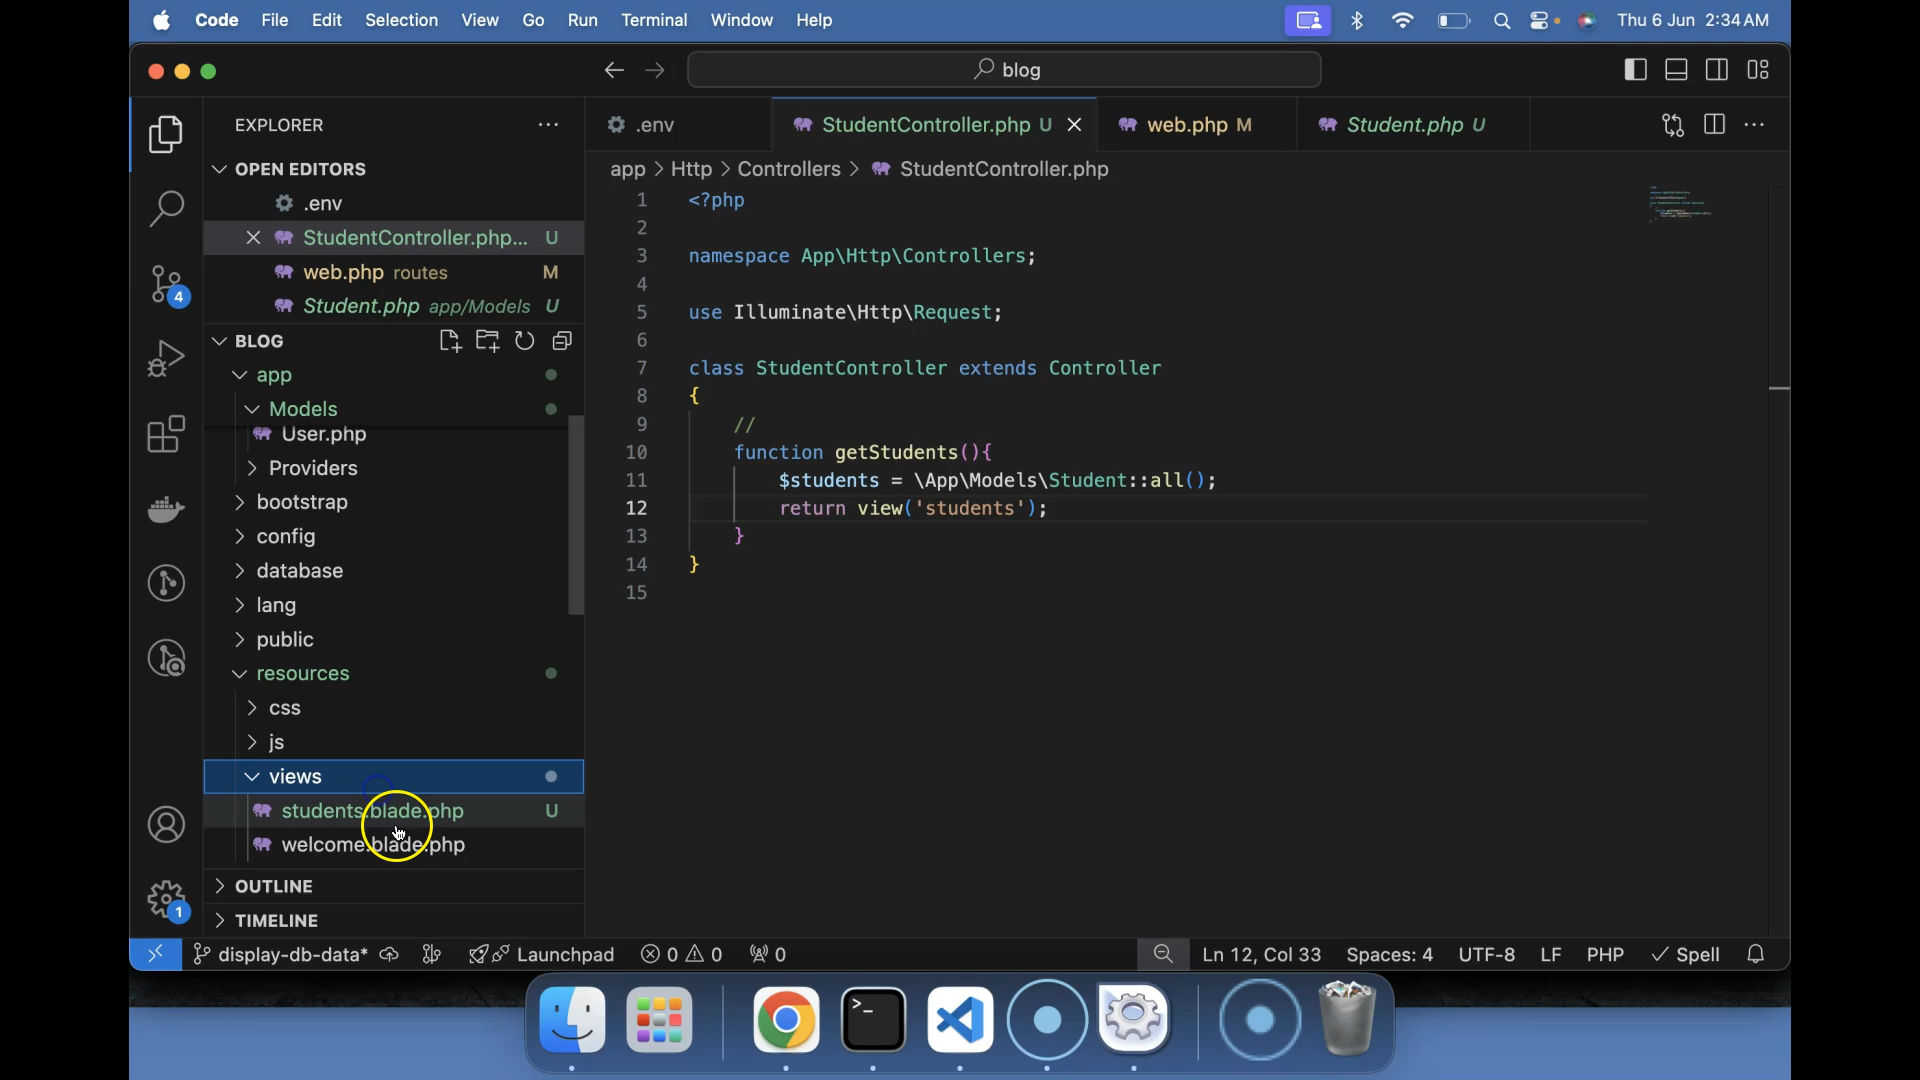 Code File Edit Selection View Go Run Terminal Window Help Thu 6 Jun 2:34 AM
blog
EXPLORER
.env StudentController.php U web.php M Student.php U
OPEN EDITORS
app > Http > Controllers > StudentController.php
.env
StudentController.php... U
web.php routes M
Student.php app/Models U
BLOG
app
Models
User.php
Providers
bootstrap
config
database
lang
public
resources
css
js
views
students.blade.php U
welcome.blade.php
OUTLINE
TIMELINE
4
1
1 <?php
2
3 namespace App\Http\Controllers;
4
5 use Illuminate\Http\Request;
6
7 class StudentController extends Controller
8 {
9 //
10 function getStudents(){
11 $students = \App\Models\Student::all();
12 return view('students');
13 }
14 }
15
display-db-data* Launchpad 0 0 0 Ln 12, Col 33 Spaces: 4 UTF-8 LF PHP Spell